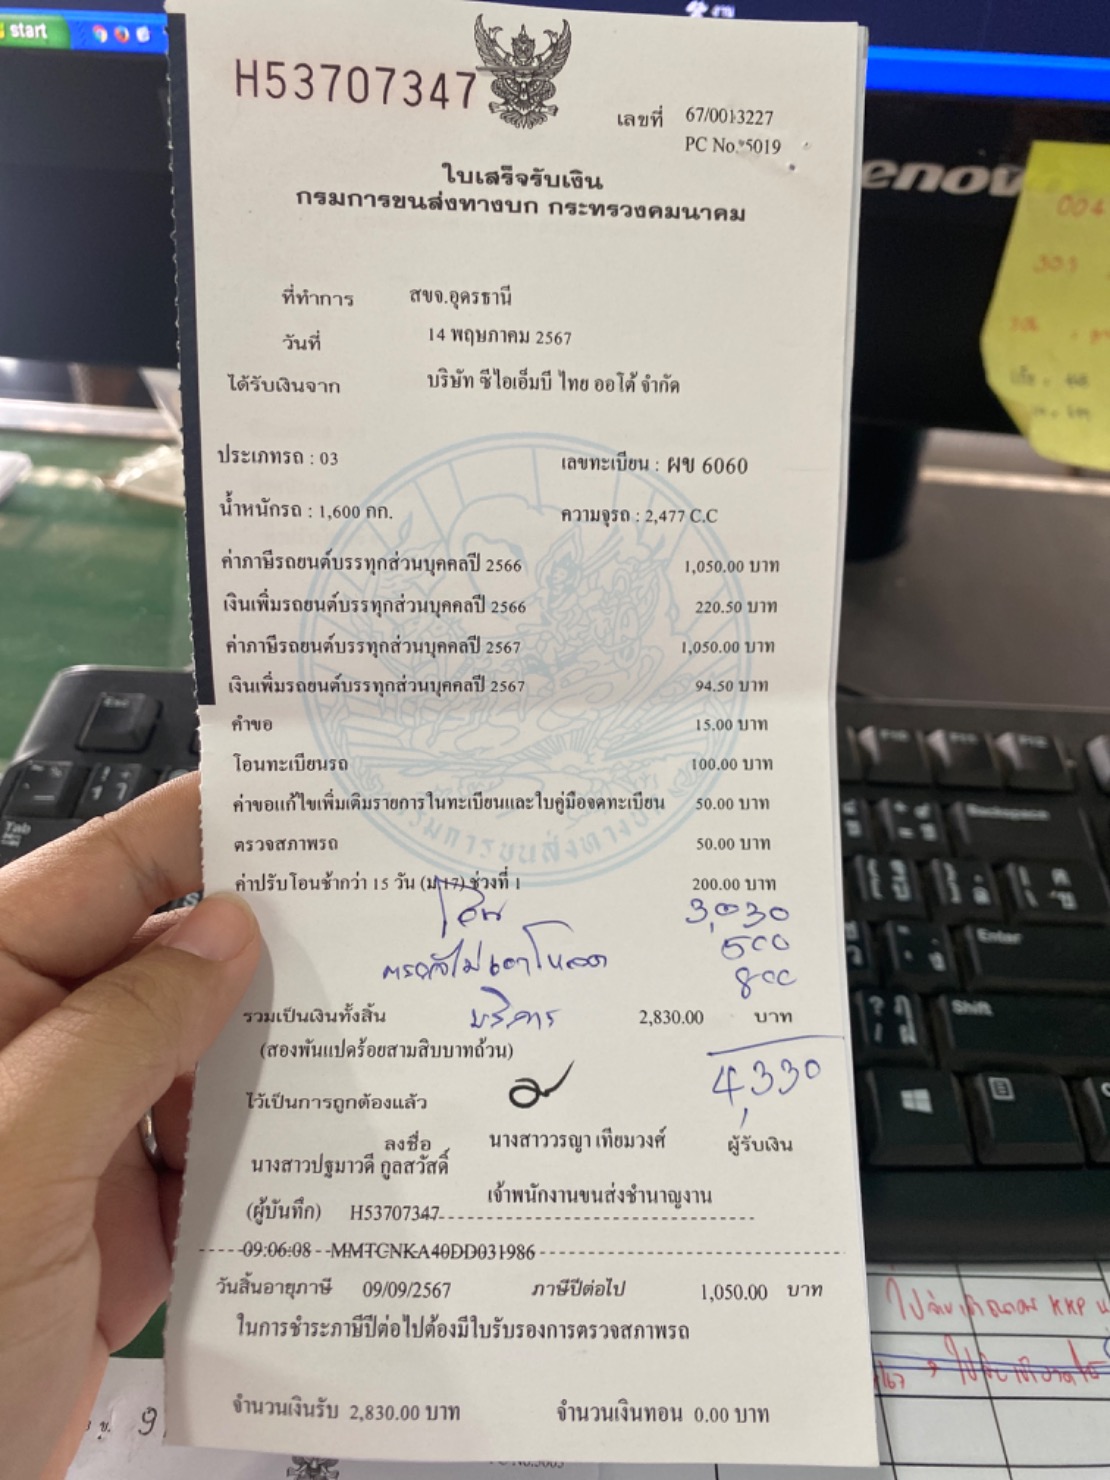 start
H53707347
เลขที่ 67/0013227
PC No.*5019
ใบเสร็จรับเงิน
กรมการขนส่งทางบก กระทรวงคมนาคม
ที่ทำการ สขจ.อุดรธานี
วันที่ 14 พฤษภาคม 2567
ได้รับเงินจาก บริษัท ซีไอเอ็มบี ไทย ออโต้ จำกัด
ประเภทรถ : 03 เลขทะเบียน : ผข 6060
น้ำหนักรถ : 1,600 กก. ความจุรถ : 2,477 C.C
ค่าภาษีรถยนต์บรรทุกส่วนบุคคลปี 2566 1,050.00 บาท
เงินเพิ่มรถยนต์บรรทุกส่วนบุคคลปี 2566 220.50 บาท
ค่าภาษีรถยนต์บรรทุกส่วนบุคคลปี 2567 1,050.00 บาท
เงินเพิ่มรถยนต์บรรทุกส่วนบุคคลปี 2567 94.50 บาท
คำขอ 15.00 บาท
โอนทะเบียนรถ 100.00 บาท
ค่าขอแก้ไขเพิ่มเติมรายการในทะเบียนและใบคู่มือจดทะเบียน 50.00 บาท
ตรวจสภาพรถ 50.00 บาท
ค่าปรับโอนช้ากว่า 15 วัน (ม.17) ช่วงที่ 1 200.00 บาท
3,030
500
800
บริการ
รวมเป็นเงินทั้งสิ้น 2,830.00 บาท
(สองพันแปดร้อยสามสิบบาทถ้วน)
4,330
ไว้เป็นการถูกต้องแล้ว
ลงชื่อ นางสาววรญา เทียมวงศ์ ผู้รับเงิน
นางสาวปฐมาวดี กูลสวัสดิ์
เจ้าพนักงานขนส่งชำนาญงาน
(ผู้บันทึก) H53707347
09:06:08 MMTCNKA40DD031986
วันสิ้นอายุภาษี 09/09/2567 ภาษีปีต่อไป 1,050.00 บาท
ในการชำระภาษีปีต่อไปต้องมีใบรับรองการตรวจสภาพรถ
จำนวนเงินรับ 2,830.00 บาท จำนวนเงินทอน 0.00 บาท
กรมการขนส่งทางบก
004
303
Esc
Tab
Backspace
Enter
Shift